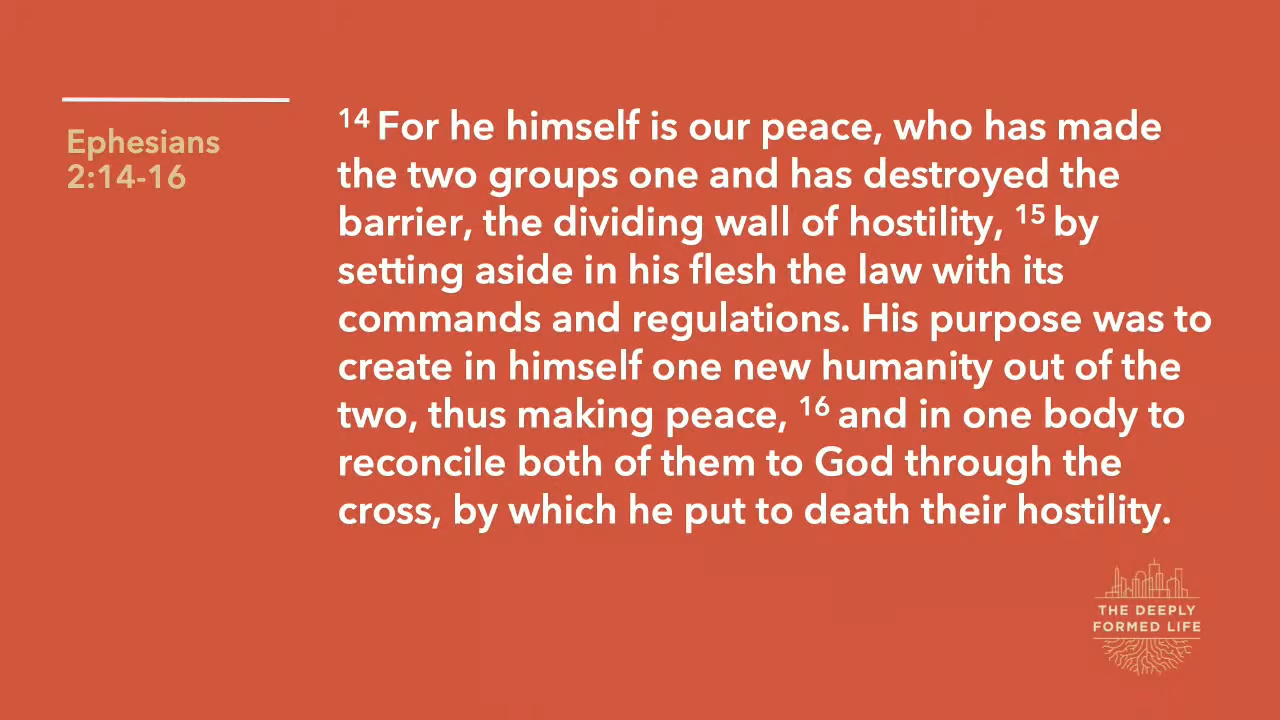 Ephesians
2:14-16
14 For he himself is our peace, who has made
the two groups one and has destroyed the
barrier, the dividing wall of hostility, 15 by
setting aside in his flesh the law with its
commands and regulations. His purpose was to
create in himself one new humanity out of the
two, thus making peace, 16 and in one body to
reconcile both of them to God through the
cross, by which he put to death their hostility.
THE DEEPLY
FORMED LIFE